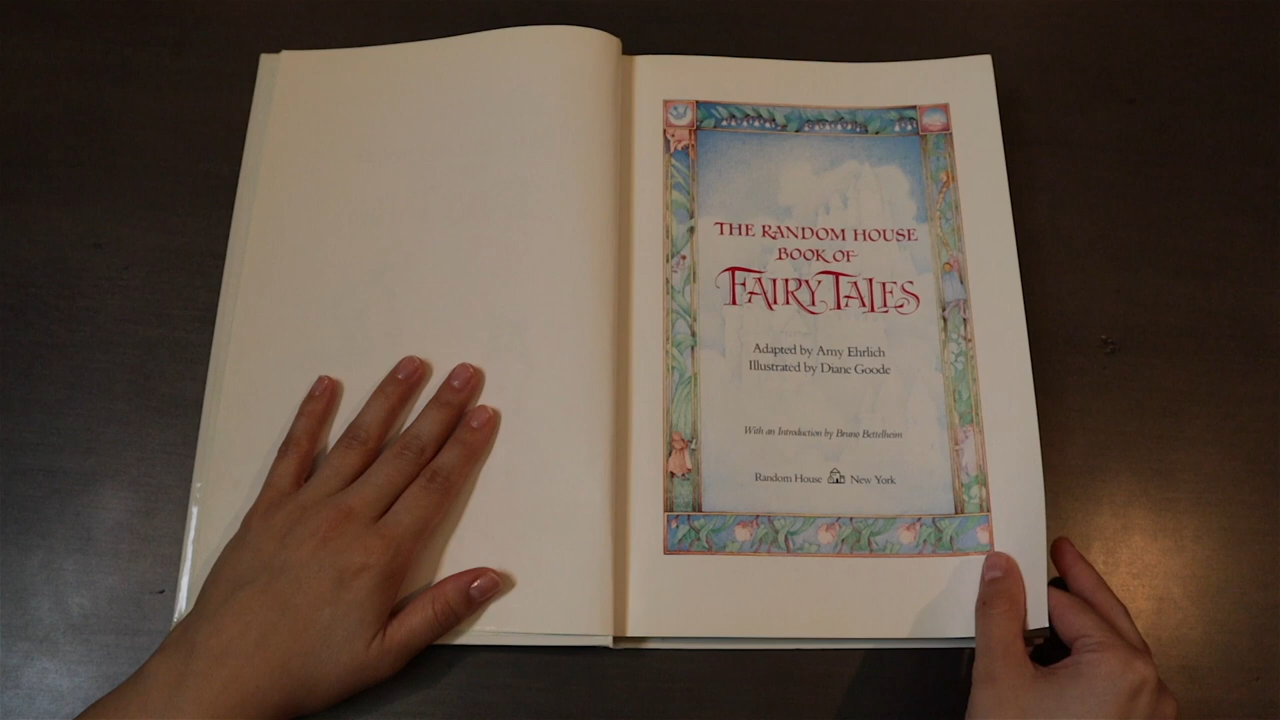 THE RANDOM HOUSE
BOOK OF
FAIRY TALES
Adapted by Amy Ehrlich
Illustrated by Diane Goode
With an Introduction by Bruno Bettelheim
Random House New York